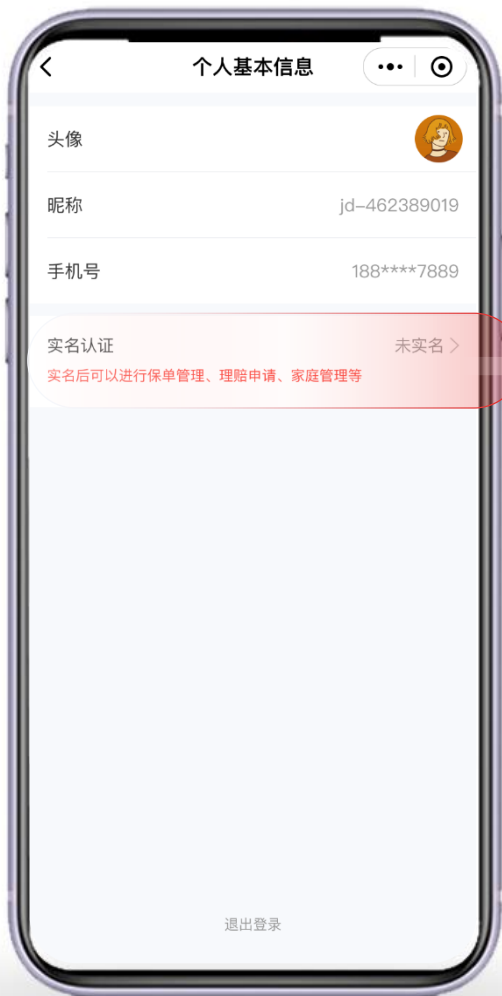 个人基本信息
头像
昵称
jd-462389019
手机号
188****7889
实名认证
未实名
实名后可以进行保单管理、理赔申请、家庭管理等
退出登录